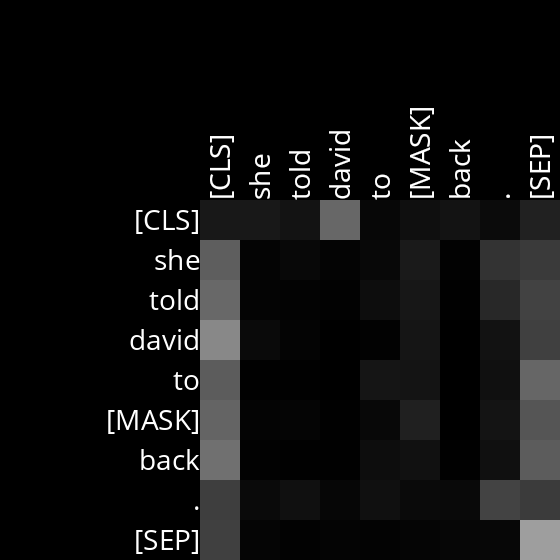 [CLS] she told david to [MASK] back . [SEP]
[CLS]
she
told
david
to
[MASK]
back
.
[SEP]